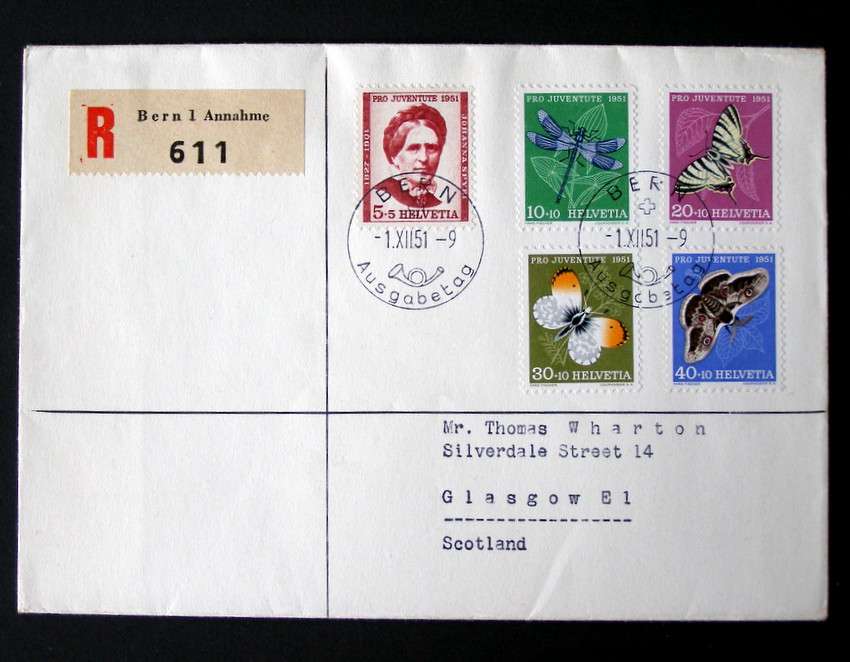 R
Bern 1 Annahme
611
PRO JUVENTUTE 1951
1827-1901
JOHANNA SPYRI
5+5 HELVETIA
PRO JUVENTUTE 1951
10+10 HELVETIA
PRO JUVENTUTE 1951
20+10
BERN
-1.XII.51 -9
Ausgabetag
BERN
-1.XII.51 -9
Ausgabetag
PRO JUVENTUTE 1951
30+10 HELVETIA
PRO JUVENTUTE 1951
40+10 HELVETIA
Mr. Thomas Wharton
Silverdale Street 14
Glasgow E1
Scotland